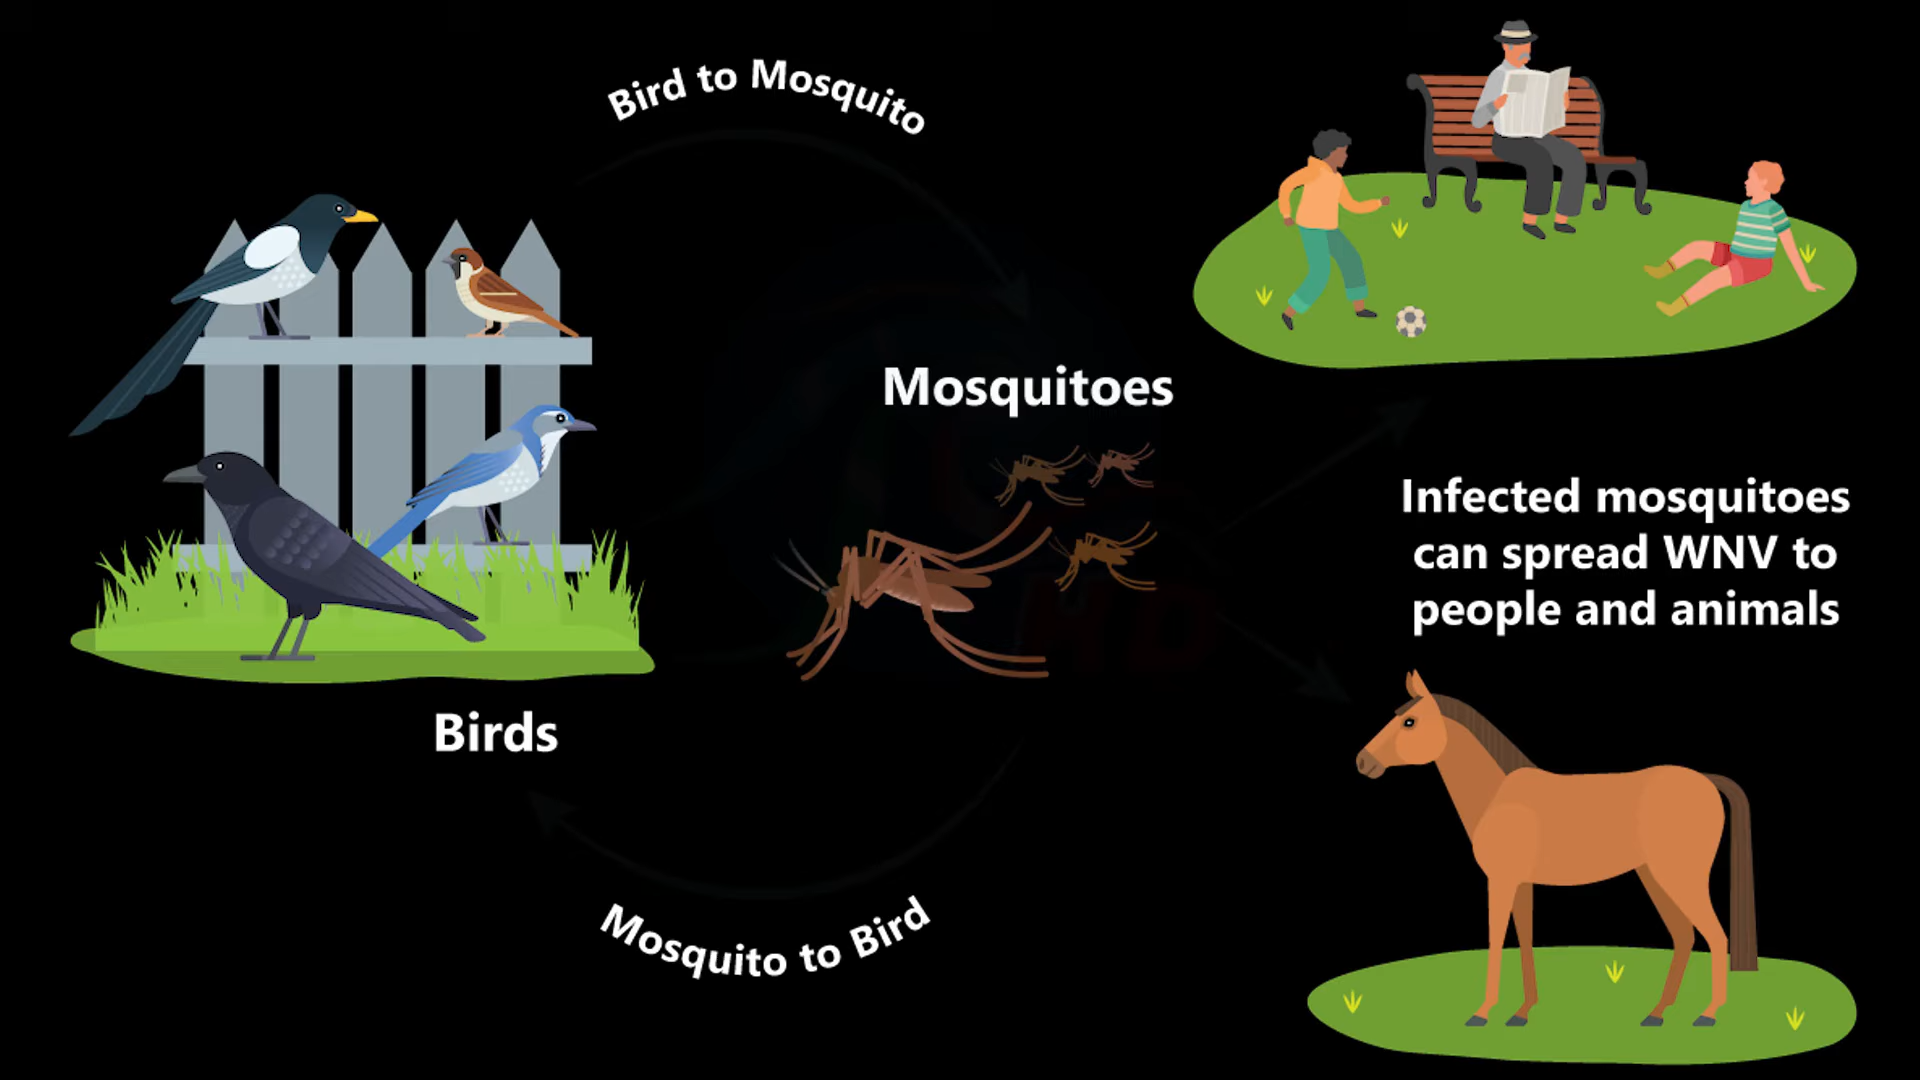 Bird to Mosquito
Mosquitoes
Infected mosquitoes
can spread WNV to
people and animals
Birds
Mosquito to Bird